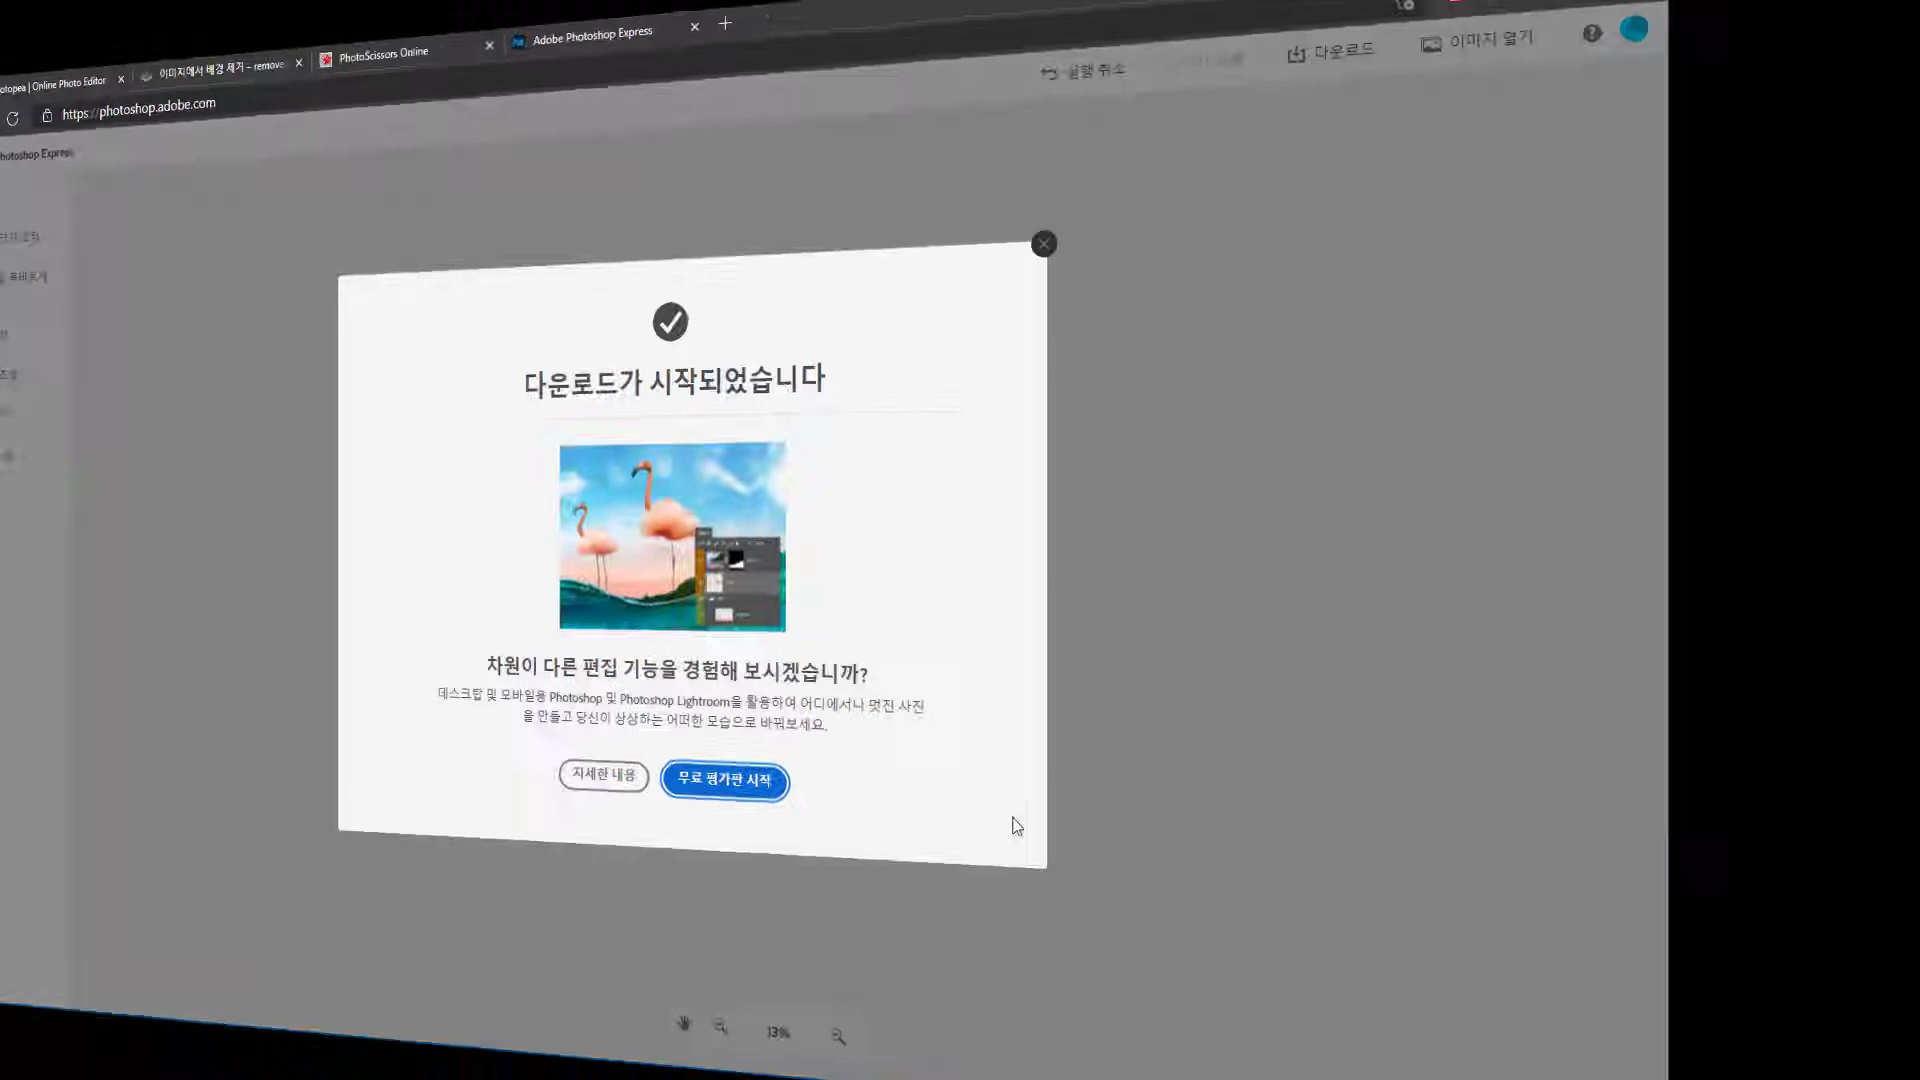 otopea | Online Photo Editor
이미지에서 배경 제거 – remove
PhotoScissors Online
Adobe Photoshop Express
https://photoshop.adobe.com
hotoshop Express
실행 취소
다운로드
이미지 열기
다운로드가 시작되었습니다
차원이 다른 편집 기능을 경험해 보시겠습니까?
데스크탑 및 모바일용 Photoshop 및 Photoshop Lightroom을 활용하여 어디에서나 멋진 사진
을 만들고 당신이 상상하는 어떠한 모습으로 바꿔보세요.
자세한 내용
무료 평가판 시작
13%